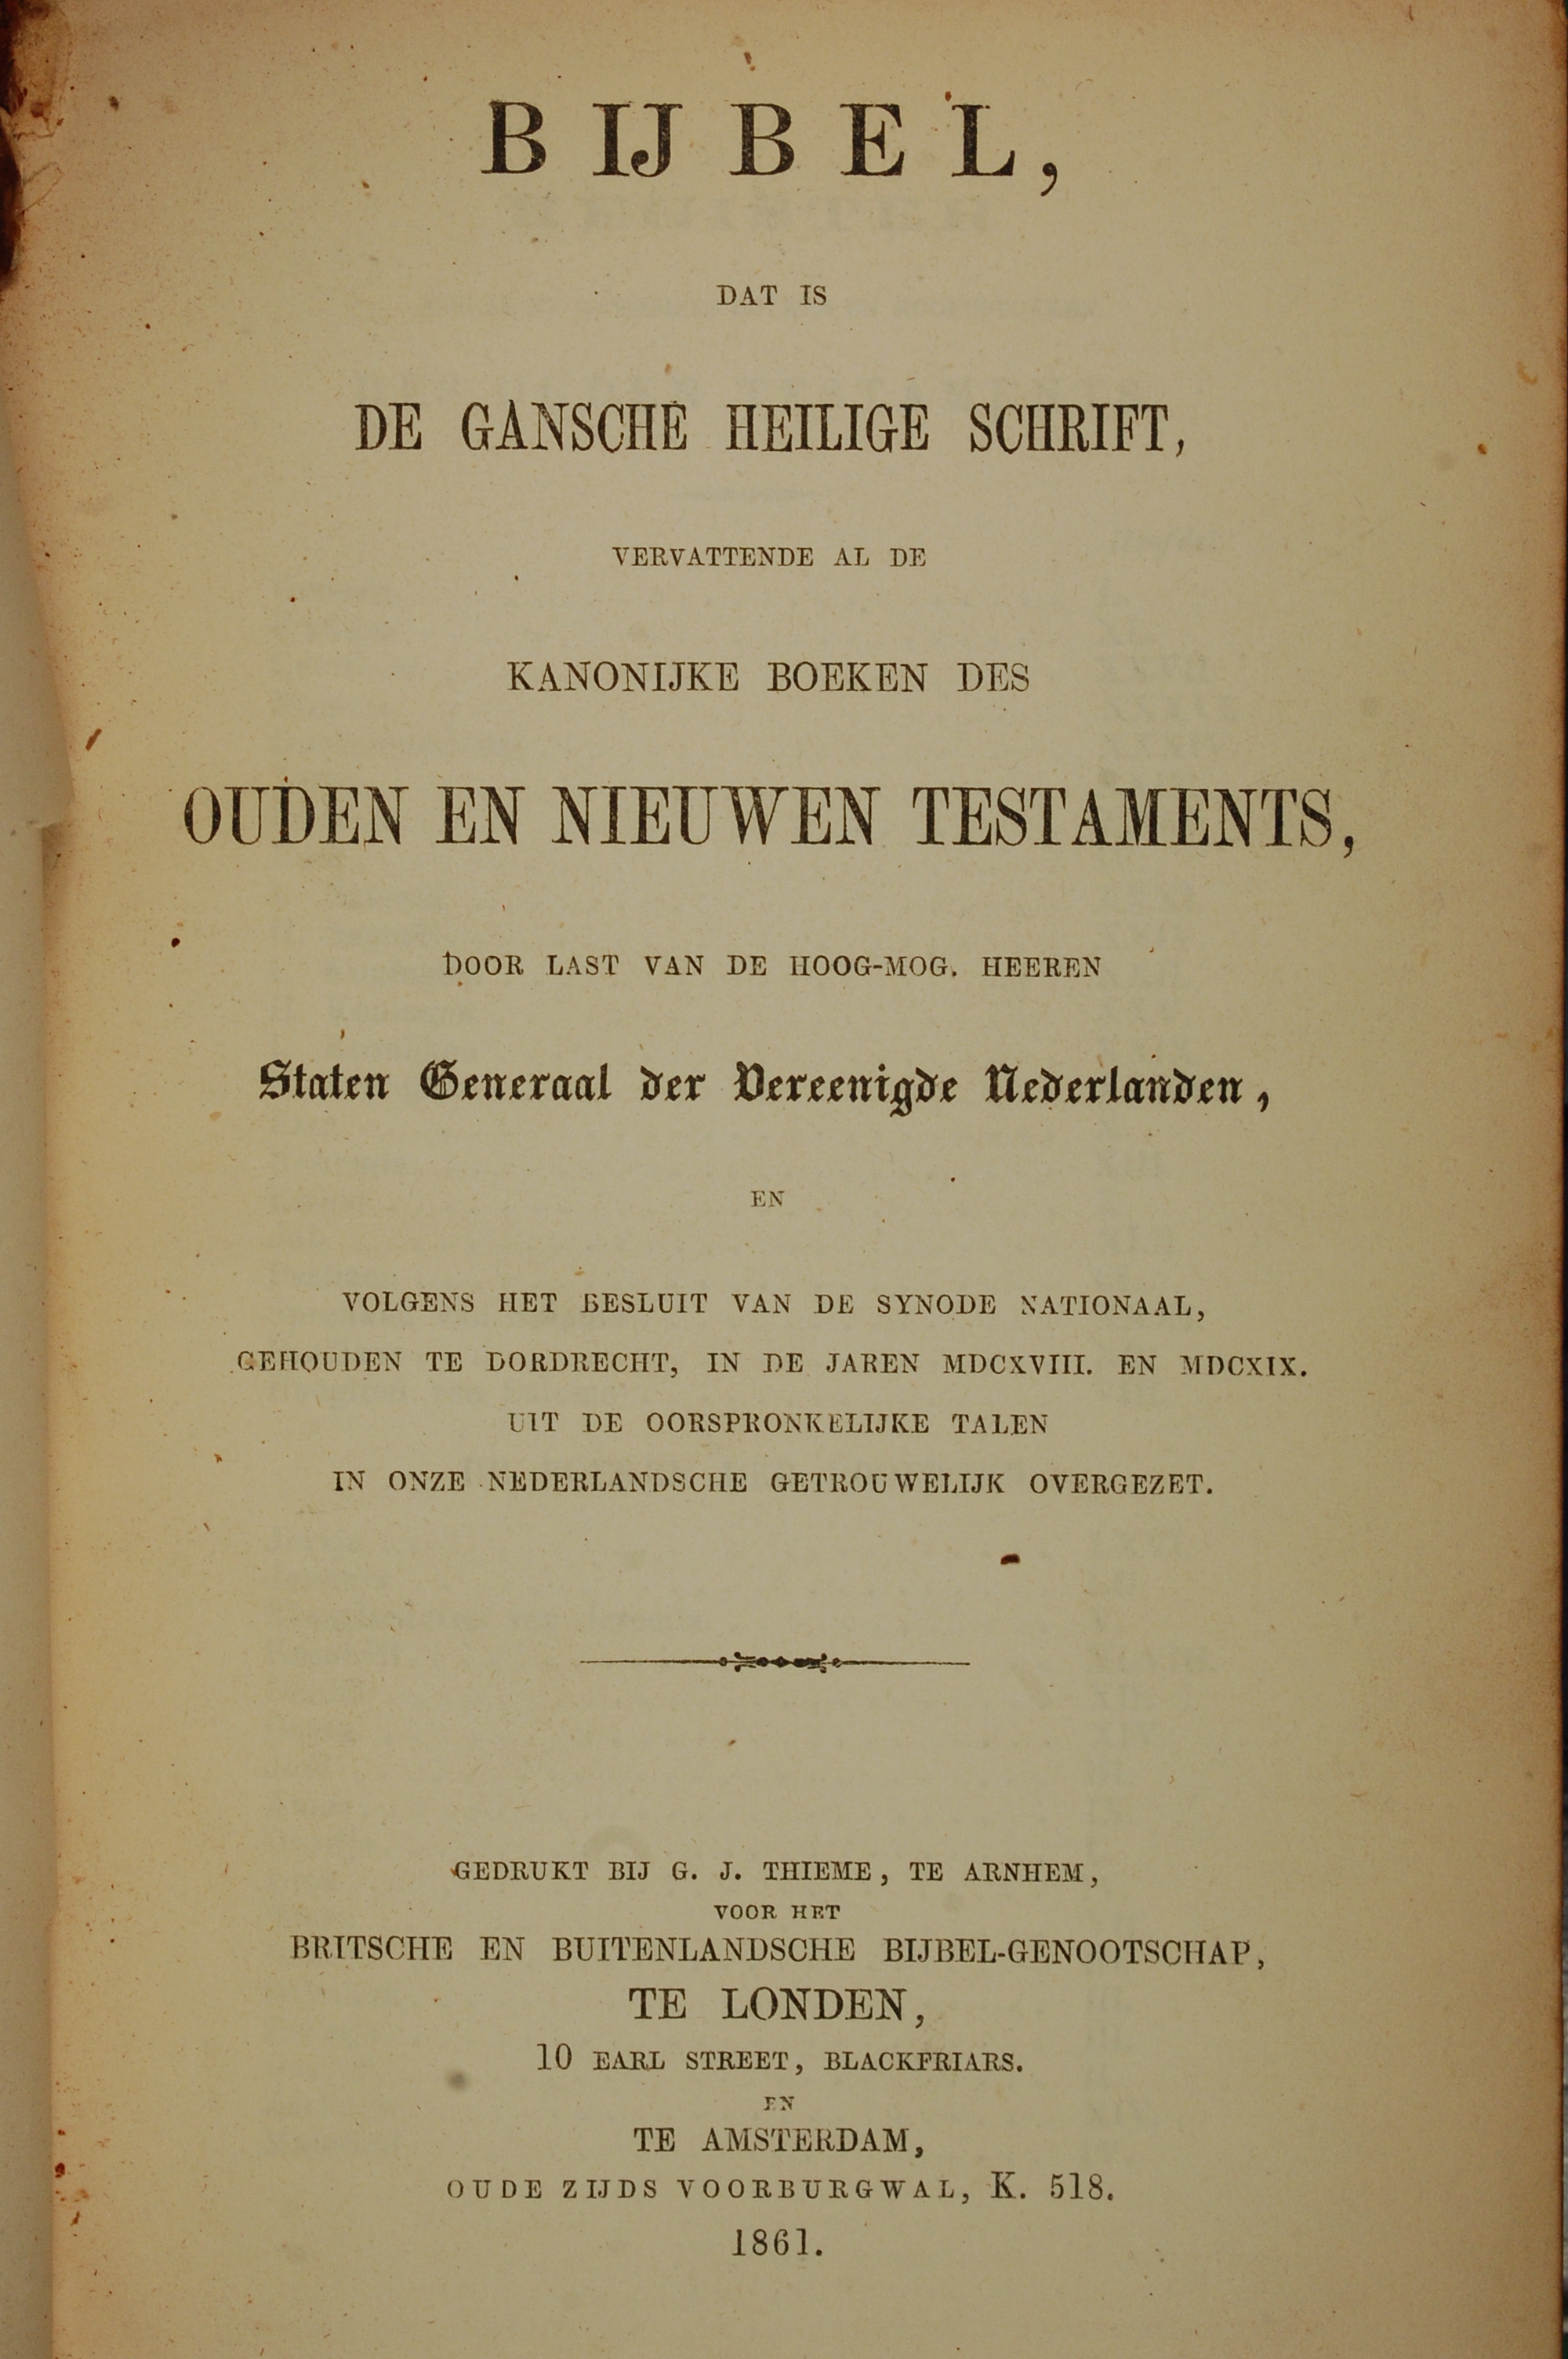 BIJBEL,
DAT IS
DE GANSCHE HEILIGE SCHRIFT,
VERVATTENDE AL DE
KANONIJKE BOEKEN DES
OUDEN EN NIEUWEN TESTAMENTS,
DOOR LAST VAN DE HOOG-MOG. HEEREN
Staten Generaal der Vereenigde Nederlanden,
EN
VOLGENS HET BESLUIT VAN DE SYNODE NATIONAAL,
GEHOUDEN TE DORDRECHT, IN DE JAREN MDCXVIII. EN MDCXIX.
UIT DE OORSPRONKELIJKE TALEN
IN ONZE NEDERLANDSCHE GETROUWELIJK OVERGEZET.
GEDRUKT BIJ G. J. THIEME, TE ARNHEM,
VOOR HET
BRITSCHE EN BUITENLANDSCHE BIJBEL-GENOOTSCHAP,
TE LONDEN,
10 EARL STREET, BLACKFRIARS.
EN
TE AMSTERDAM,
OUDE ZIJDS VOORBURGWAL, K. 518.
1861.